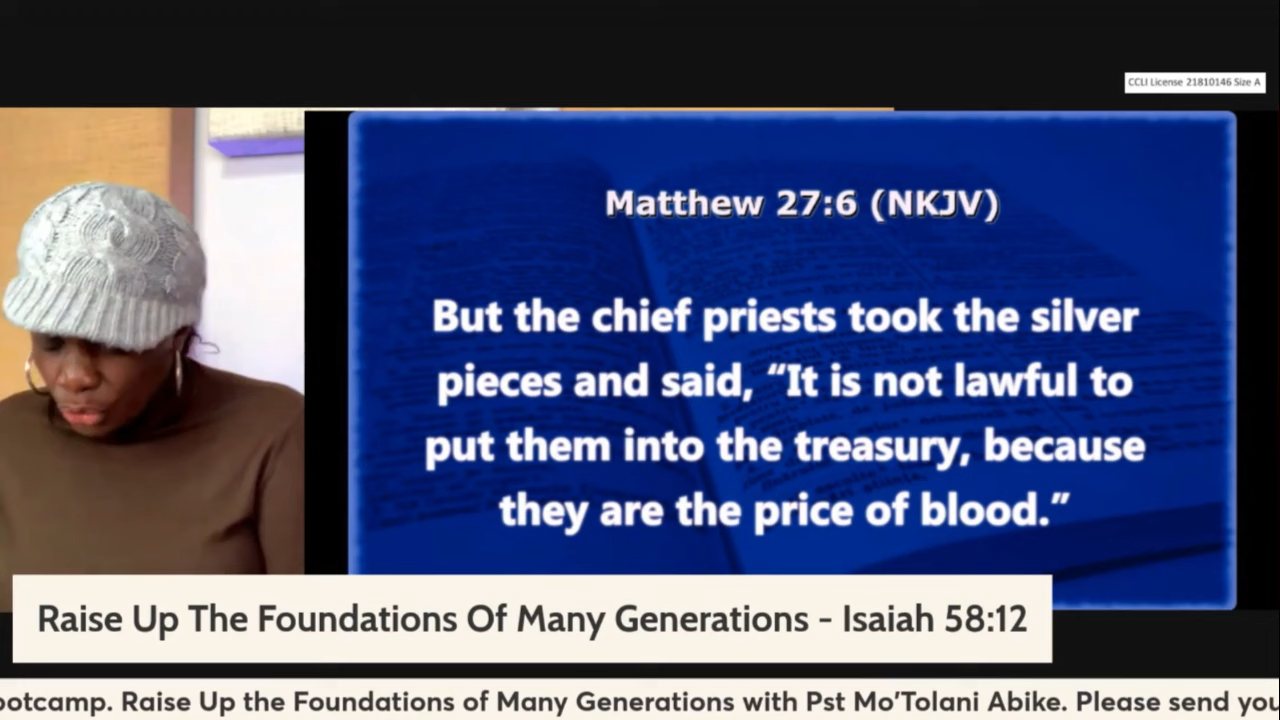 CCLI License 21810146 Size A
Matthew 27:6 (NKJV)
But the chief priests took the silver
pieces and said, “It is not lawful to
put them into the treasury, because
they are the price of blood.”
Raise Up The Foundations Of Many Generations - Isaiah 58:12
ootcamp. Raise Up the Foundations of Many Generations with Pst Mo’Tolani Abike. Please send you